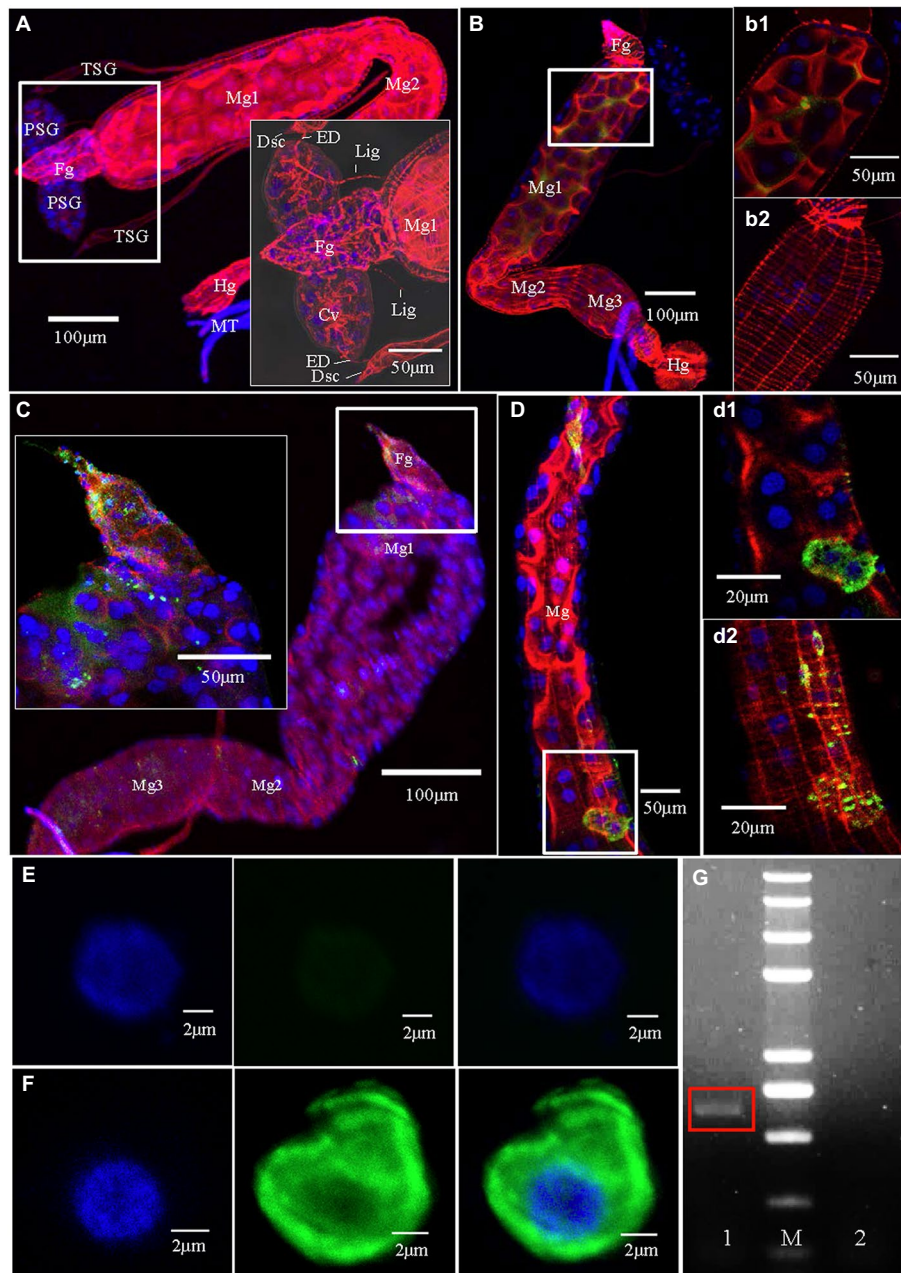 A
TSG
Mg1
Mg2
PSG
Fg
PSG
TSG
Hg
MT
100μm
Dsc
ED
Lig
Mg1
Fg
Cv
Lig
ED
Dsc
50μm
B
Fg
Mg1
Mg2
Mg3
100μm
Hg
b1
50μm
b2
50μm
C
Fg
Mg1
50μm
Mg3
Mg2
100μm
D
Mg
50μm
d1
20μm
d2
20μm
E
2μm
2μm
2μm
F
2μm
2μm
2μm
G
1
M
2